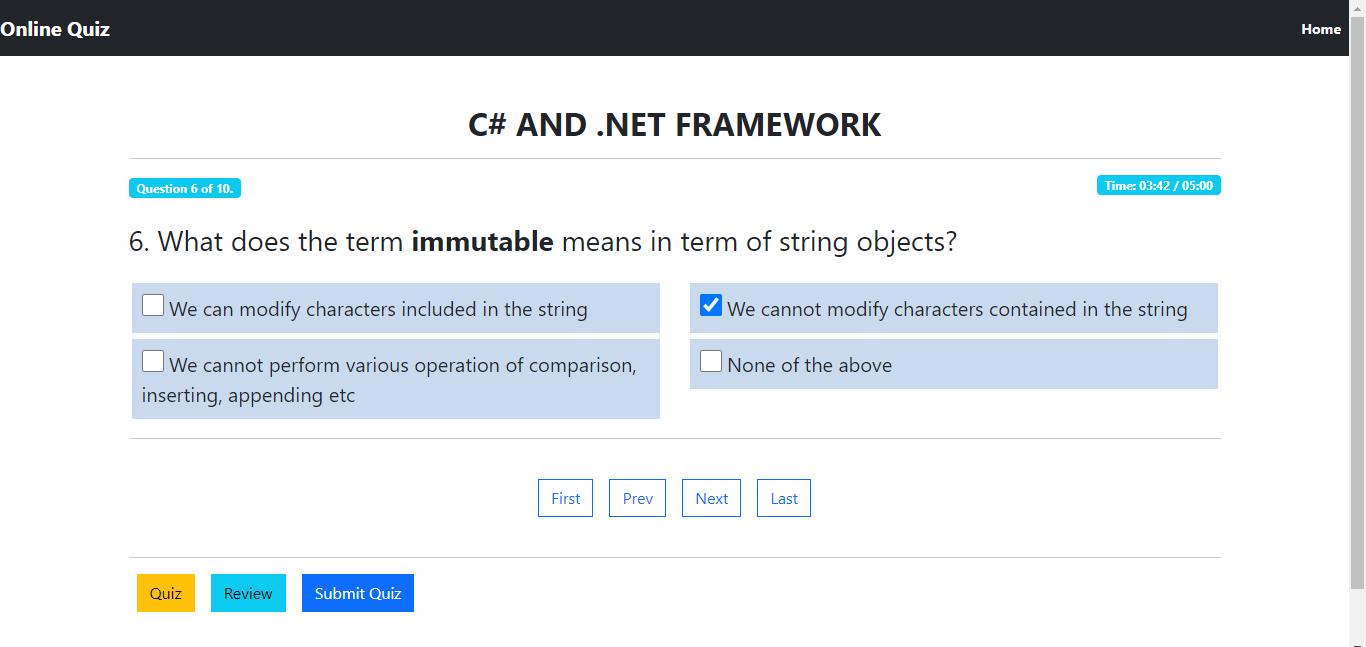 Online Quiz
Home
C# AND .NET FRAMEWORK
Question 6 of 10.
Time: 03:42 / 05:00
6. What does the term immutable means in term of string objects?
We can modify characters included in the string
We cannot modify characters contained in the string
We cannot perform various operation of comparison,
inserting, appending etc
None of the above
First
Prev
Next
Last
Quiz
Review
Submit Quiz